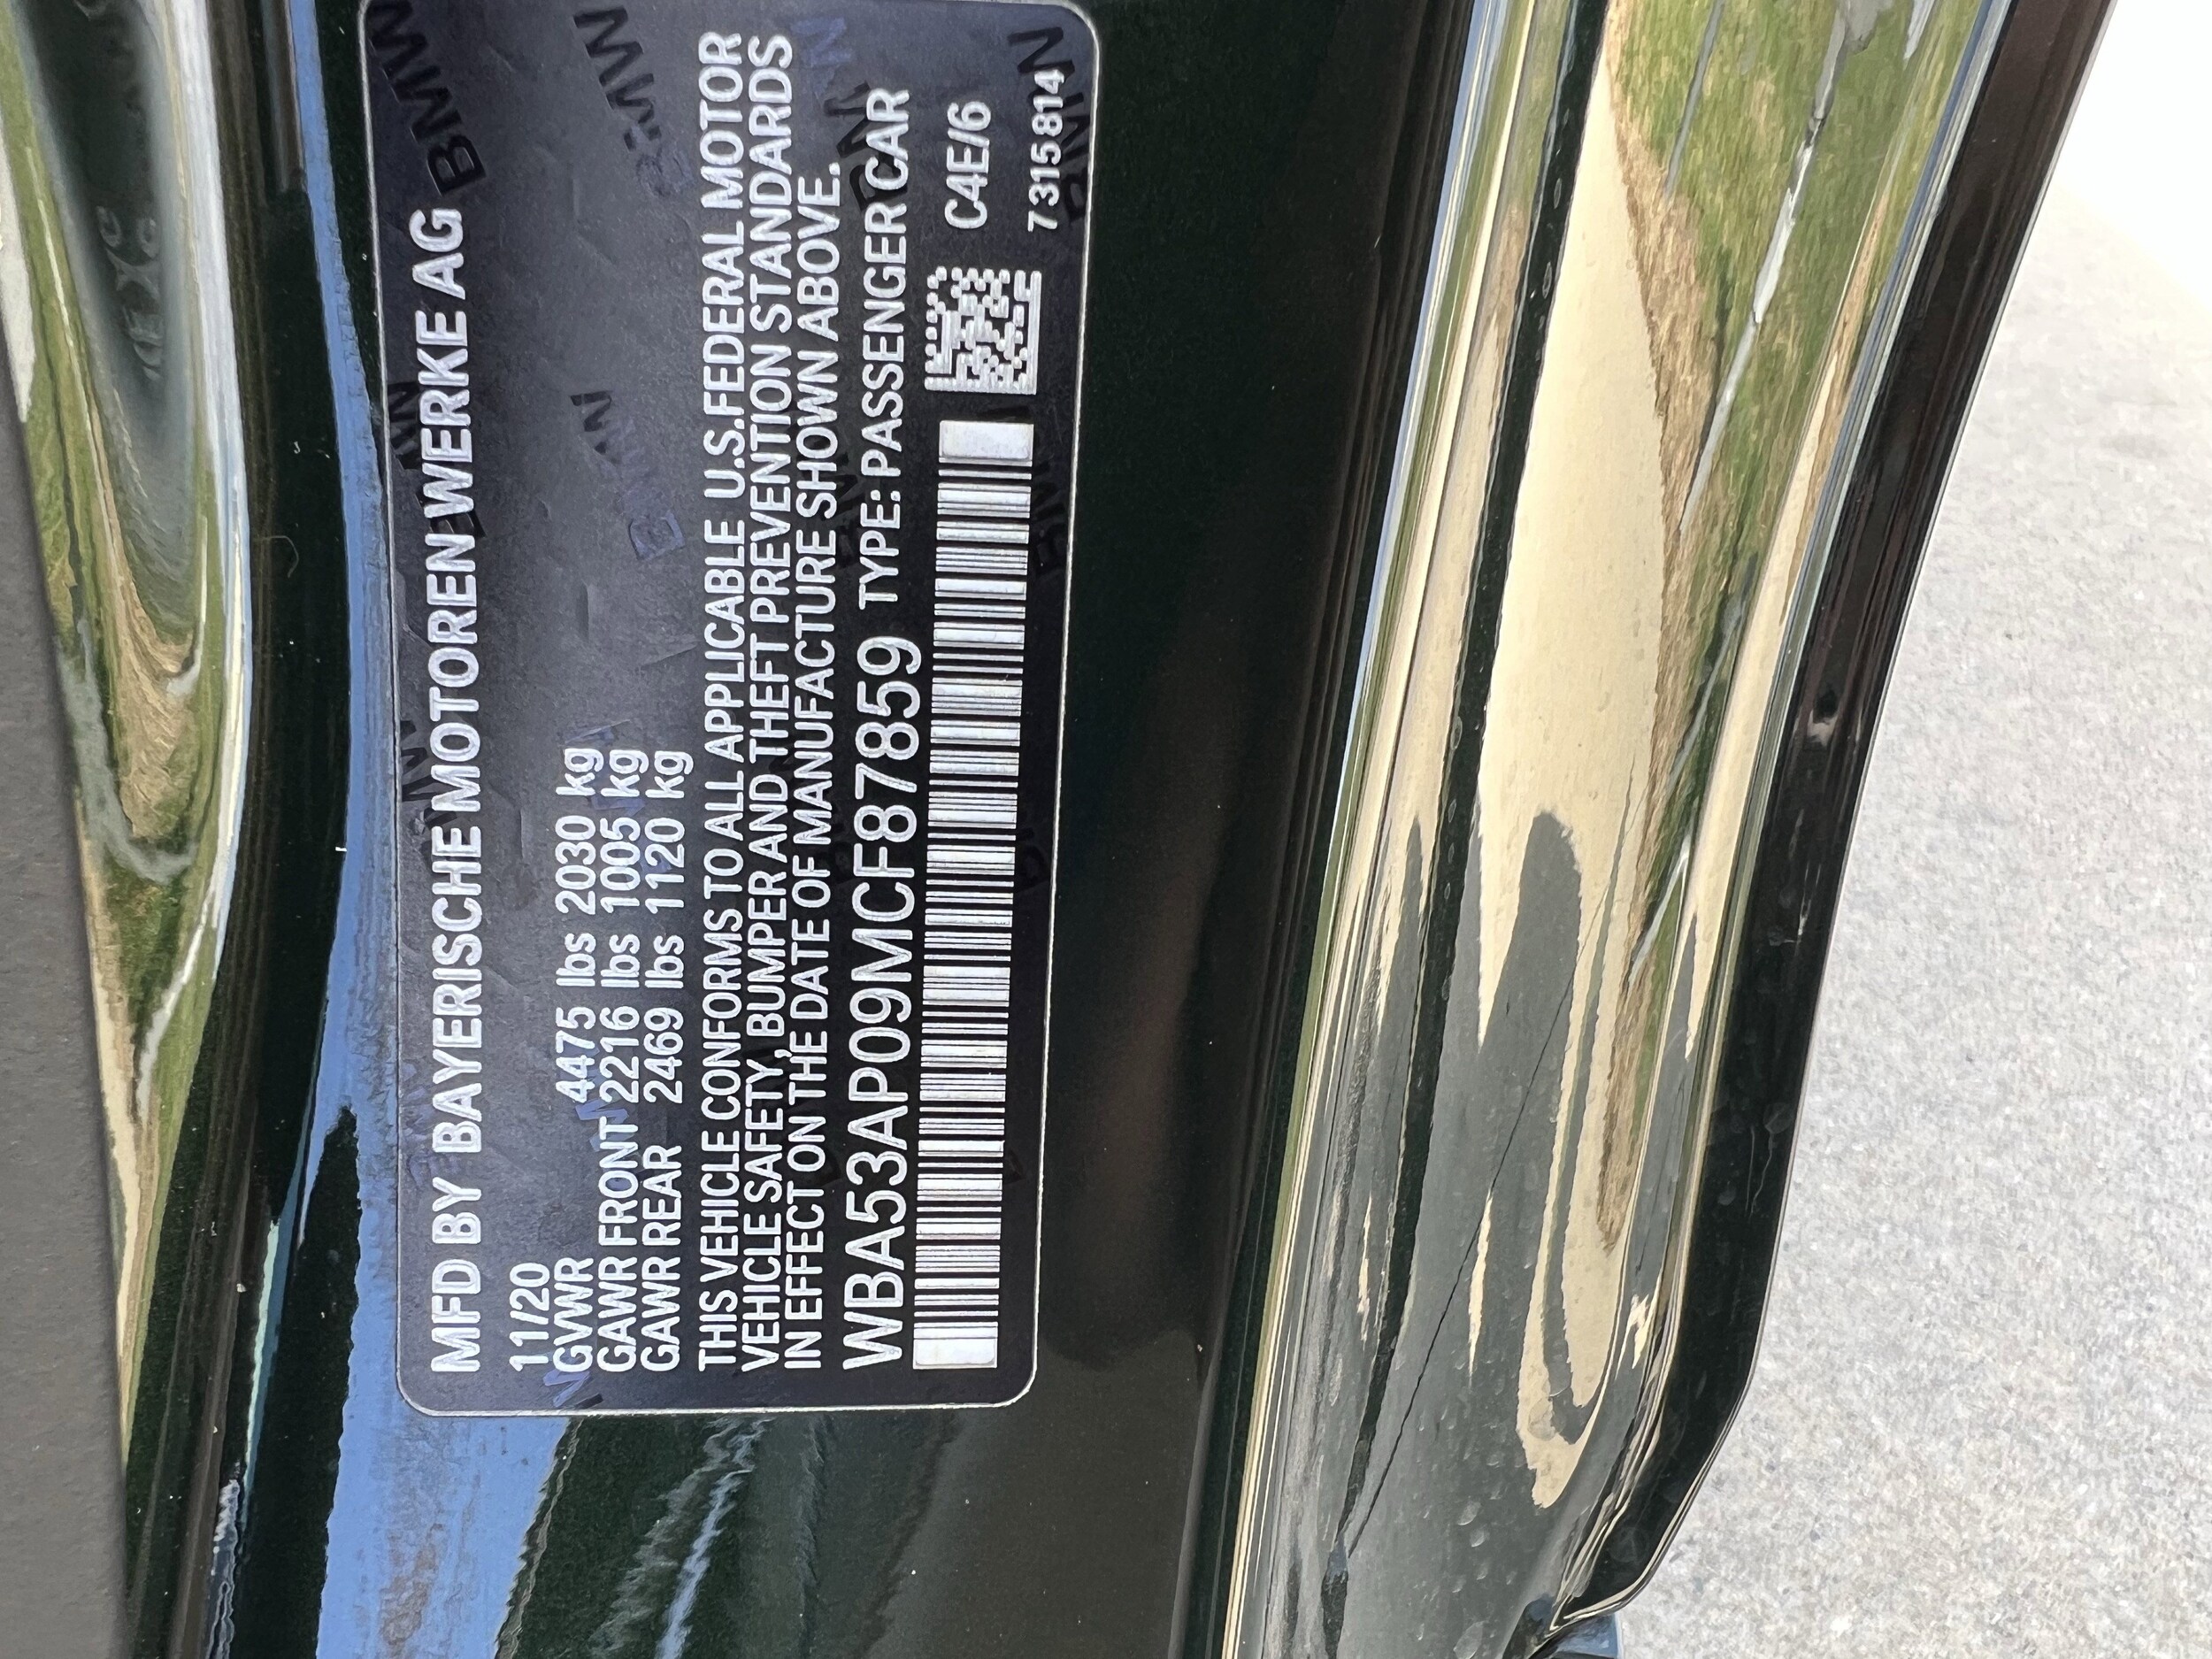 MFD BY BAYERISCHE MOTOREN WERKE AG
11/20
GVWR 4475 lbs 2030 kg
GAWR FRONT 2216 lbs 1005 kg
GAWR REAR 2469 lbs 1120 kg
THIS VEHICLE CONFORMS TO ALL APPLICABLE U.S.FEDERAL MOTOR
VEHICLE SAFETY, BUMPER AND THEFT PREVENTION STANDARDS
IN EFFECT ON THE DATE OF MANUFACTURE SHOWN ABOVE.
WBA53AP09MCF87859 TYPE: PASSENGER CAR
C4E/6
73158814